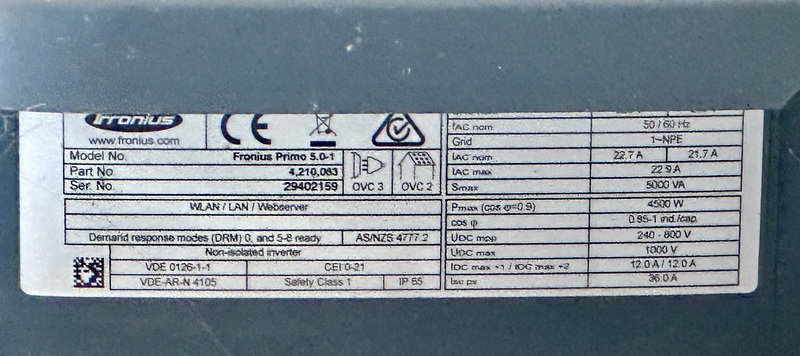 Fronius
www.fronius.com
CE
Model No. Fronius Primo 5.0-1
Part No 4,210,063
Ser. No. 29402159
OVC 3 OVC 2
WLAN / LAN / Webserver
Demand response modes (DRM) 0, and 5-8 ready AS/NZS 4777.2
Non-isolated inverter
VDE 0126-1-1 CEI 0-21
VDE-AR-N 4105 Safety Class 1 IP 65
fAC nom 50 / 60 Hz
Grid 1~NPE
IAC nom 22.7 A 21.7 A
IAC max 22.9 A
Smax 5000 VA
Pmax (cos φ=0.9) 4500 W
cos φ 0.85-1 ind./cap.
UDC mpp 240 - 800 V
UDC max 1000 V
IDC max +1 / IDC max +2 12.0 A / 12.0 A
Isc pv 36.0 A